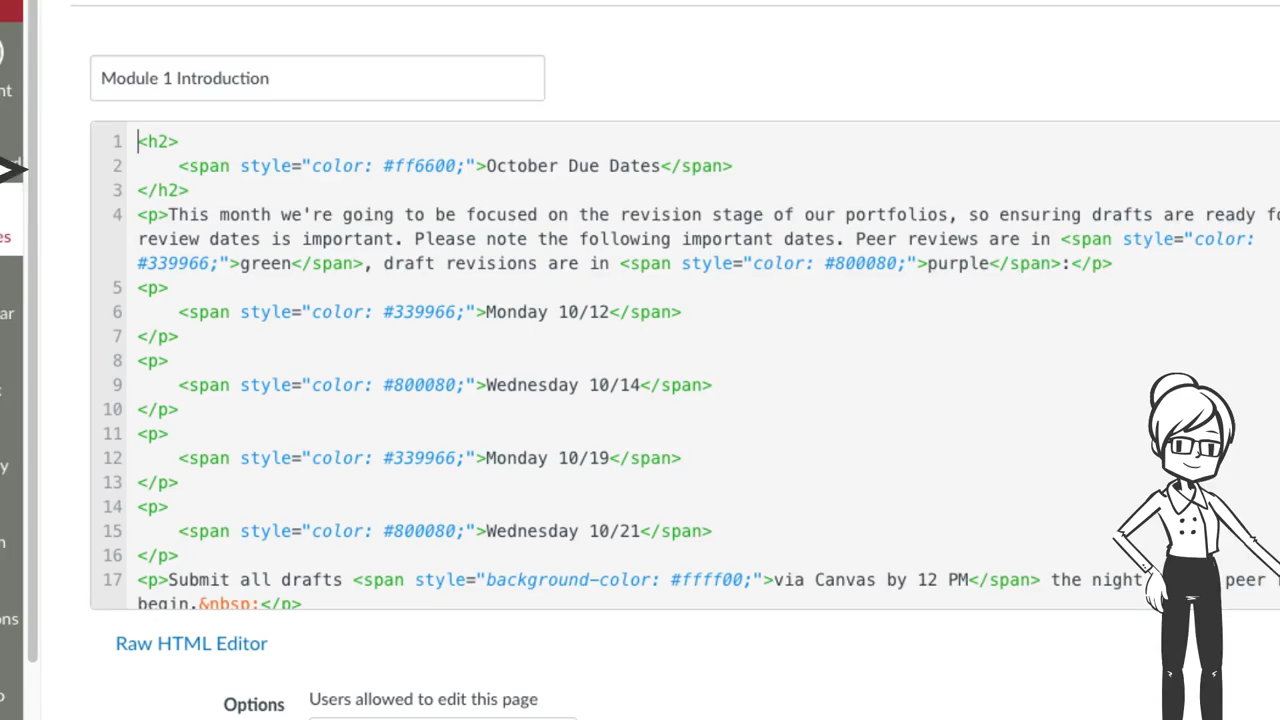 nt
Module 1 Introduction
1 <h2>
2 <span style="color: #ff6600;">October Due Dates</span>
3 </h2>
es
4 <p>This month we're going to be focused on the revision stage of our portfolios, so ensuring drafts are ready
review dates is important. Please note the following important dates. Peer reviews are in <span style="color:
#339966;">green</span>, draft revisions are in <span style="color: #800080;">purple</span>:</p>
5 <p>
ar
6 <span style="color: #339966;">Monday 10/12</span>
7 </p>
8 <p>
9 <span style="color: #800080;">Wednesday 10/14</span>
10 </p>
11 <p>
12 <span style="color: #339966;">Monday 10/19</span>
y
13 </p>
14 <p>
15 <span style="color: #800080;">Wednesday 10/21</span>
n
16 </p>
17 <p>Submit all drafts <span style="background-color: #ffff00;">via Canvas by 12 PM</span> the night peer
begin.&nbsp;</p>
ons
Raw HTML Editor
o
Options Users allowed to edit this page